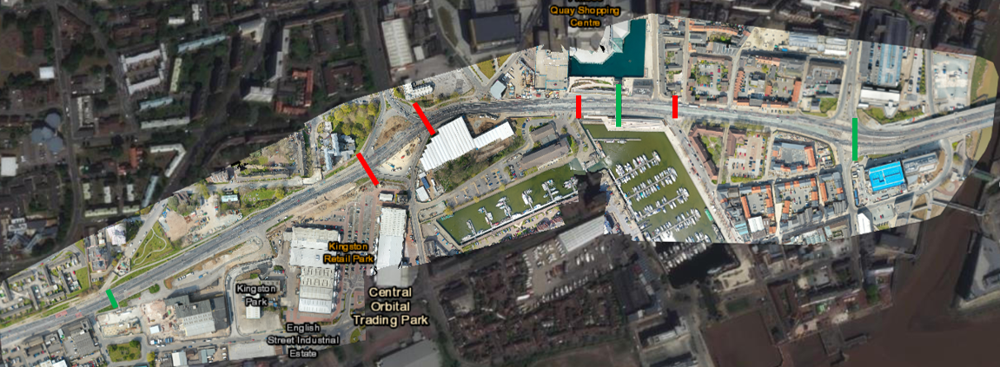 Quay Shopping
Centre
Kingston
Retail Park
Kingston
Park
Central
Orbital
Trading Park
English
Street Industrial
Estate